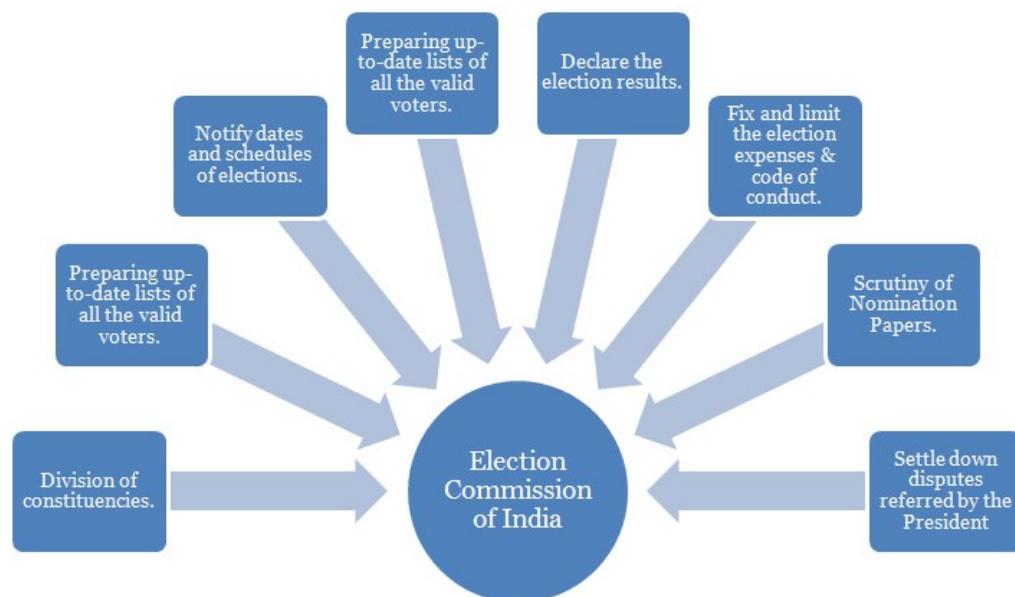 Division of
constituencies.
Preparing up-
to-date lists of
all the valid
voters.
Notify dates
and schedules
of elections.
Preparing up-
to-date lists of
all the valid
voters.
Declare the
election results.
Fix and limit
the election
expenses &
code of
conduct.
Scrutiny of
Nomination
Papers.
Settle down
disputes
referred by the
President
Election
Commission
of India